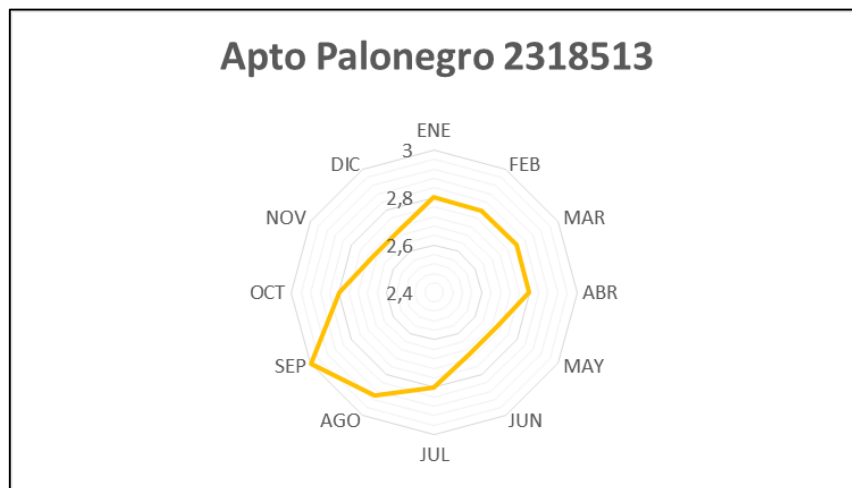 Apto Palonegro 2318513
ENE
3
DIC
FEB
2,8
NOV
MAR
2,6
OCT
2,4
ABR
SEP
MAY
AGO
JUN
JUL